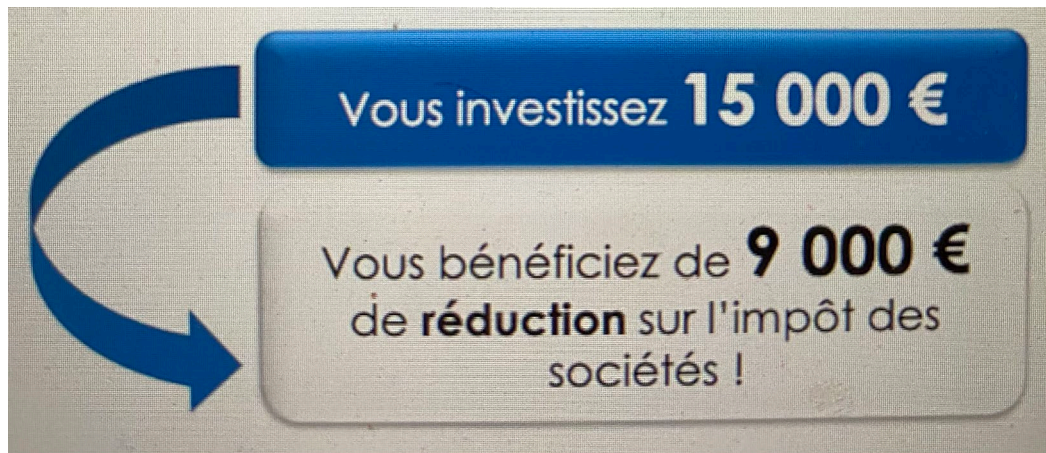 Vous investissez 15 000 €
Vous bénéficiez de 9 000 €
de réduction sur l'impôt des
sociétés !